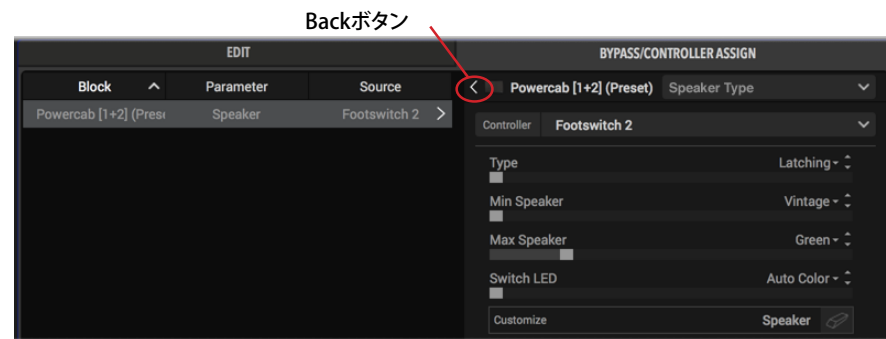 Backボタン
EDIT
BYPASS/CONTROLLER ASSIGN
Block Parameter Source
Powercab [1+2] (Preset) Speaker Type
Powercab [1+2] (Prese Speaker Footswitch 2
Controller Footswitch 2
Type Latching
Min Speaker Vintage
Max Speaker Green
Switch LED Auto Color
Customize Speaker